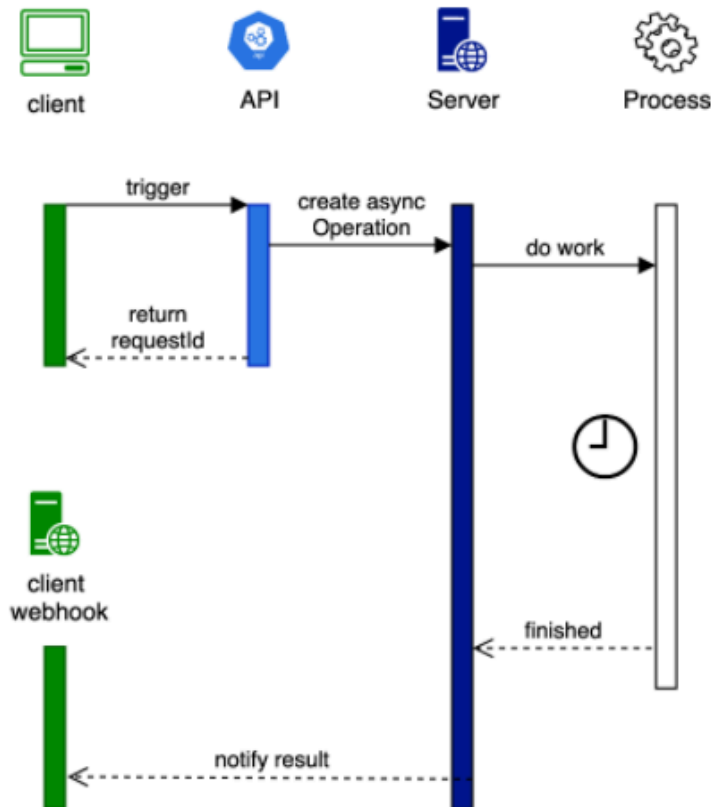 client
API
Server
Process
trigger
create async
Operation
do work
return
requestId
client
webhook
finished
notify result